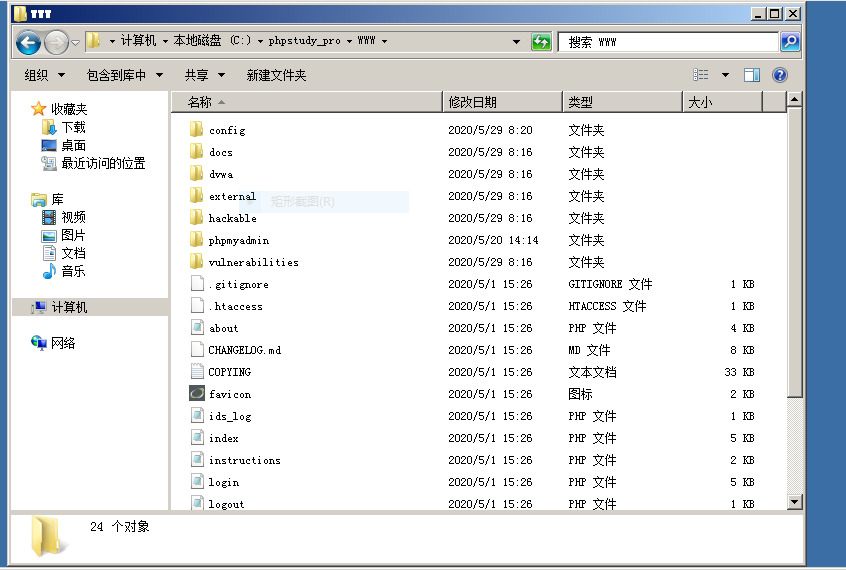 WWW
计算机 本地磁盘 (C:) phpstudy_pro WWW 搜索 WWW
组织 包含到库中 共享 新建文件夹
名称 修改日期 类型 大小
收藏夹
下载
桌面
最近访问的位置
库
视频
图片
文档
音乐
计算机
网络
config 2020/5/29 8:20 文件夹
docs 2020/5/29 8:16 文件夹
dvwa 2020/5/29 8:16 文件夹
external 2020/5/29 8:16 文件夹
矩形截图(R)
hackable 2020/5/29 8:16 文件夹
phpmyadmin 2020/5/20 14:14 文件夹
vulnerabilities 2020/5/29 8:16 文件夹
.gitignore 2020/5/1 15:26 GITIGNORE 文件 1 KB
.htaccess 2020/5/1 15:26 HTACCESS 文件 1 KB
about 2020/5/1 15:26 PHP 文件 4 KB
CHANGELOG.md 2020/5/1 15:26 MD 文件 8 KB
COPYING 2020/5/1 15:26 文本文档 33 KB
favicon 2020/5/1 15:26 图标 2 KB
ids_log 2020/5/1 15:26 PHP 文件 1 KB
index 2020/5/1 15:26 PHP 文件 5 KB
instructions 2020/5/1 15:26 PHP 文件 2 KB
login 2020/5/1 15:26 PHP 文件 5 KB
logout 2020/5/1 15:26 PHP 文件 1 KB
24 个对象